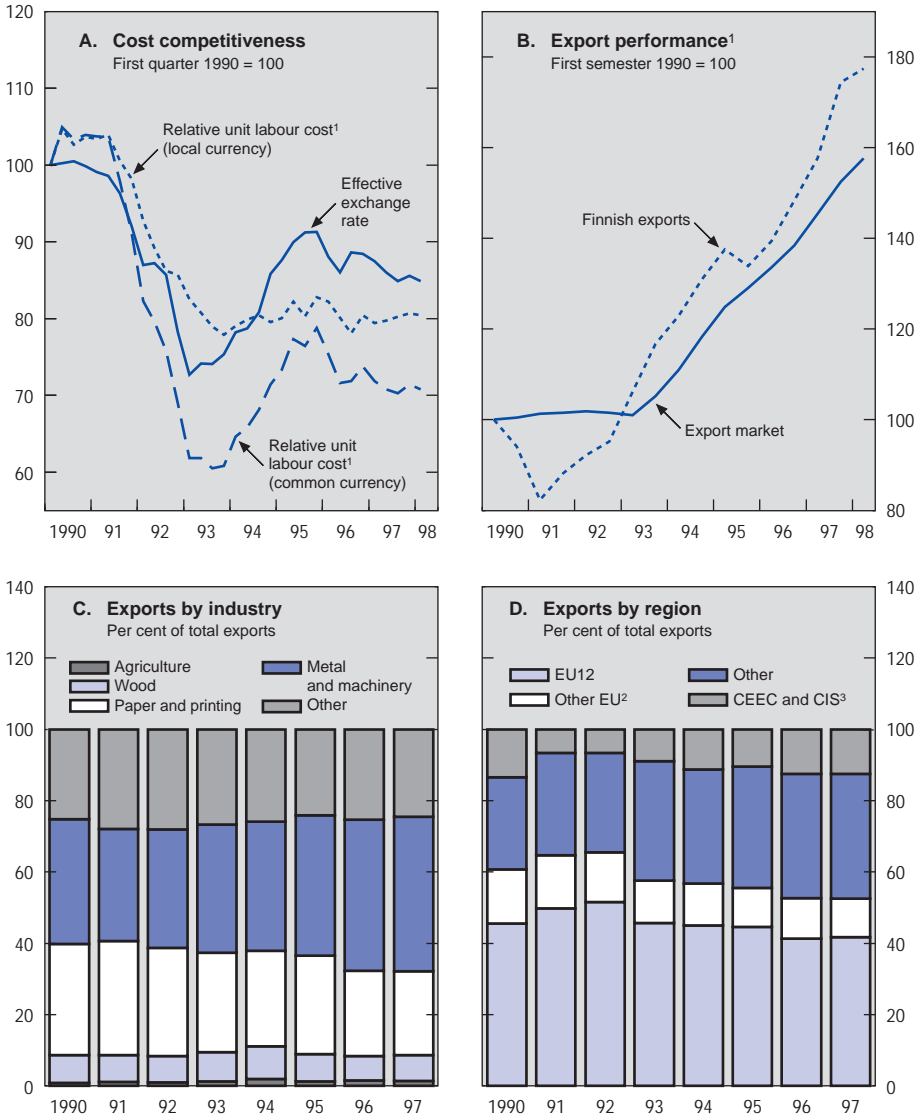 A. Cost competitiveness
First quarter 1990 = 100
120
110
100
90
80
70
60
Relative unit labour cost¹
(local currency)
Effective
exchange
rate
Relative unit
labour cost¹
(common currency)
1990 91 92 93 94 95 96 97 98
B. Export performance¹
First semester 1990 = 100
180
160
140
120
100
80
Finnish exports
Export market
1990 91 92 93 94 95 96 97 98
C. Exports by industry
Per cent of total exports
Agriculture
Wood
Paper and printing
Metal
and machinery
Other
140
120
100
80
60
40
20
0
1990 91 92 93 94 95 96 97
D. Exports by region
Per cent of total exports
EU12
Other EU²
Other
CEEC and CIS³
140
120
100
80
60
40
20
0
1990 91 92 93 94 95 96 97